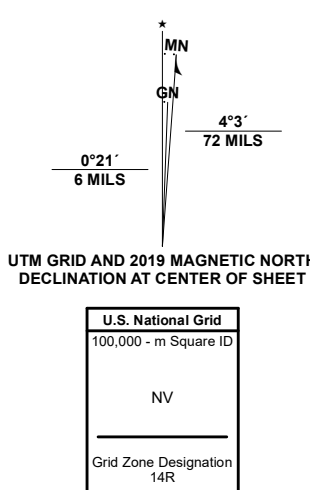 ★
MN
GN
4°3´
72 MILS
0°21´
6 MILS
UTM GRID AND 2019 MAGNETIC NORTH
DECLINATION AT CENTER OF SHEET
U.S. National Grid
100,000 - m Square ID
NV
Grid Zone Designation
14R